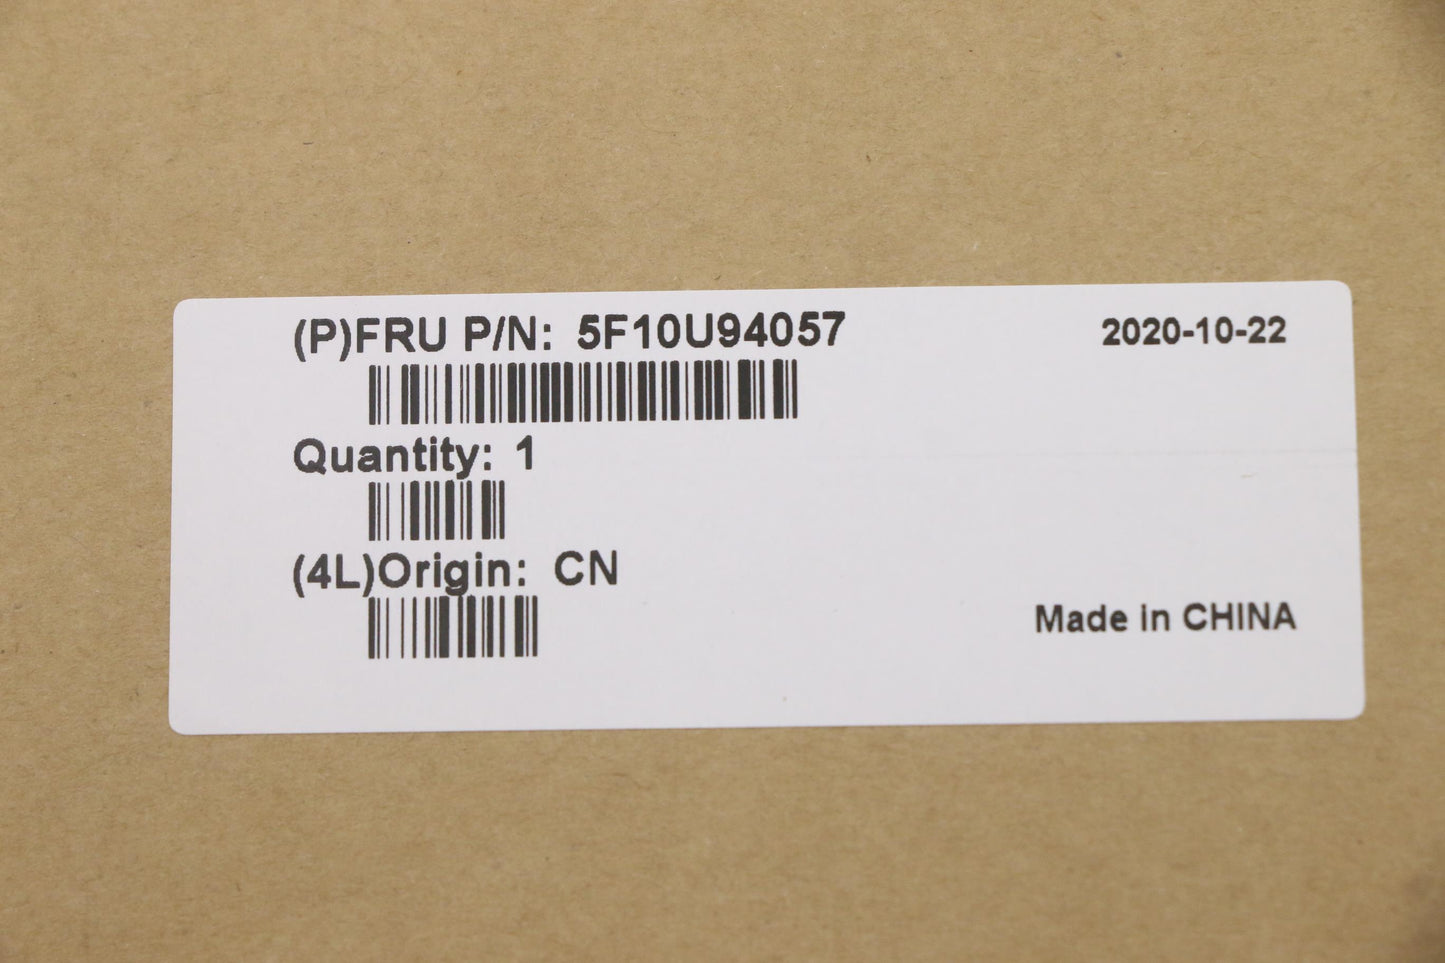 (P)FRU P/N: 5F10U94057 2020-10-22
Quantity: 1
(4L)Origin: CN
Made in CHINA